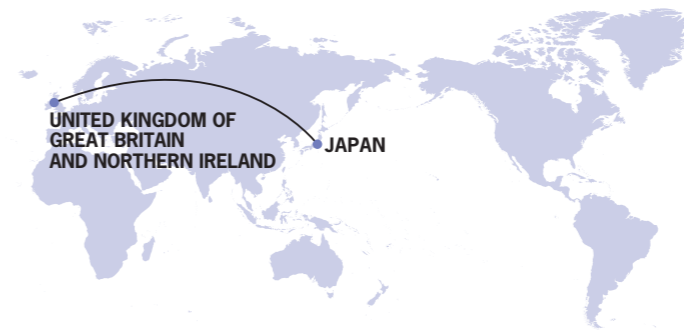 UNITED KINGDOM OF
GREAT BRITAIN
AND NORTHERN IRELAND
JAPAN